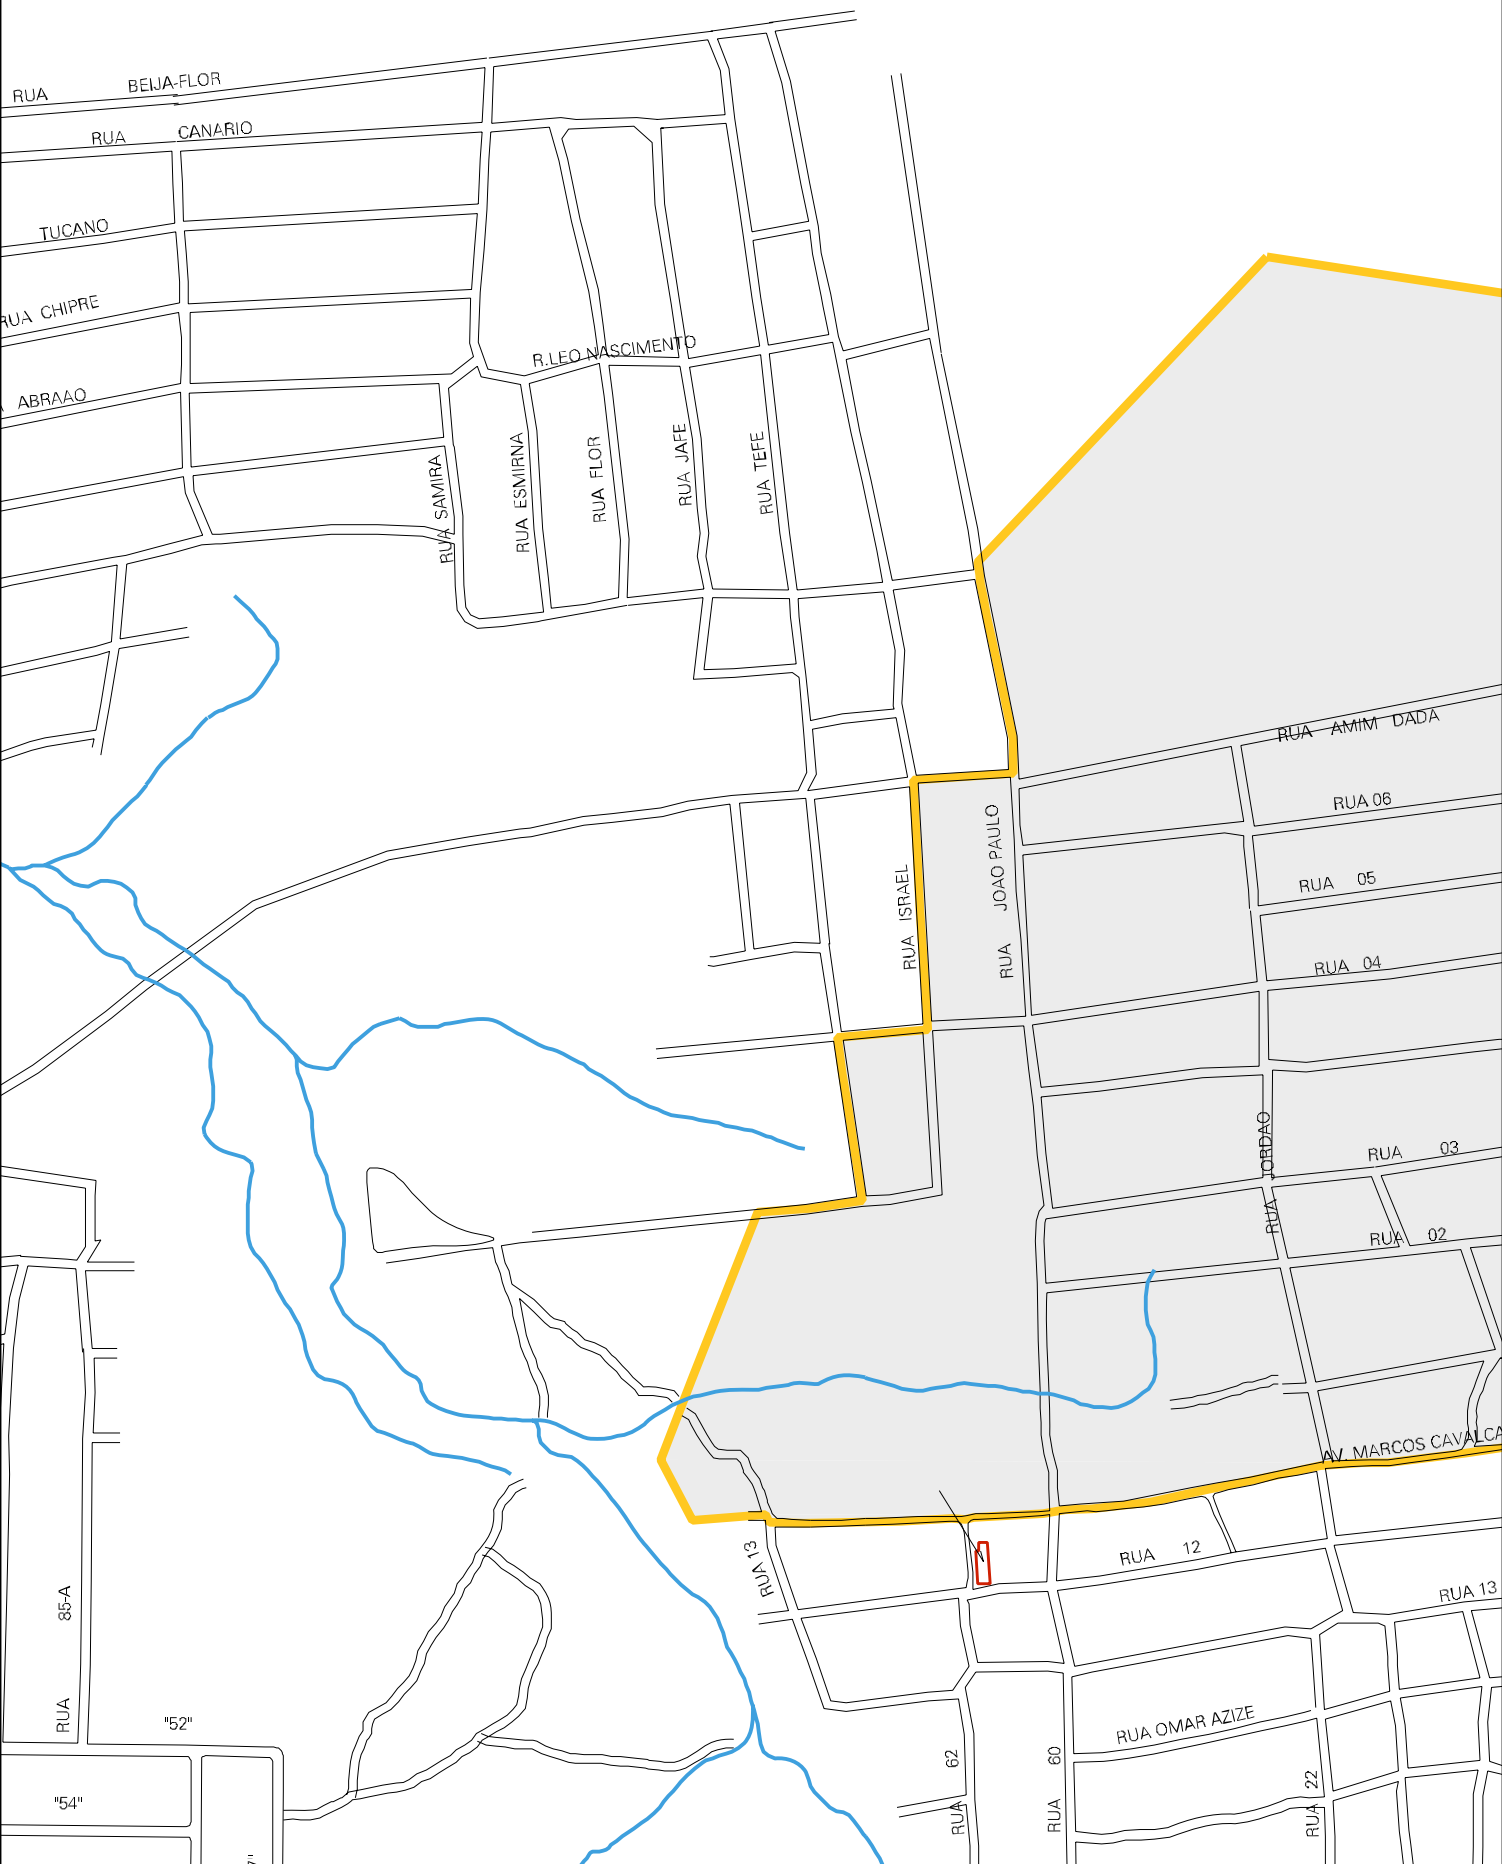 RUA BEIJA-FLOR
RUA CANARIO
TUCANO
RUA CHIPRE
ABRAAO
R.LEO NASCIMENTO
RUA SAMIRA
RUA ESMIRNA
RUA FLOR
RUA JAFE
RUA TEFE
RUA AMIM DADA
RUA 06
RUA 05
RUA 04
RUA ISRAEL
RUA JOAO PAULO
RUA JORDAO
RUA 03
RUA 02
AV. MARCOS CAVALCA
RUA 13
RUA 12
RUA 13
RUA 85-A
"52"
"54"
RUA OMAR AZIZE
RUA 62
RUA 60
RUA 22